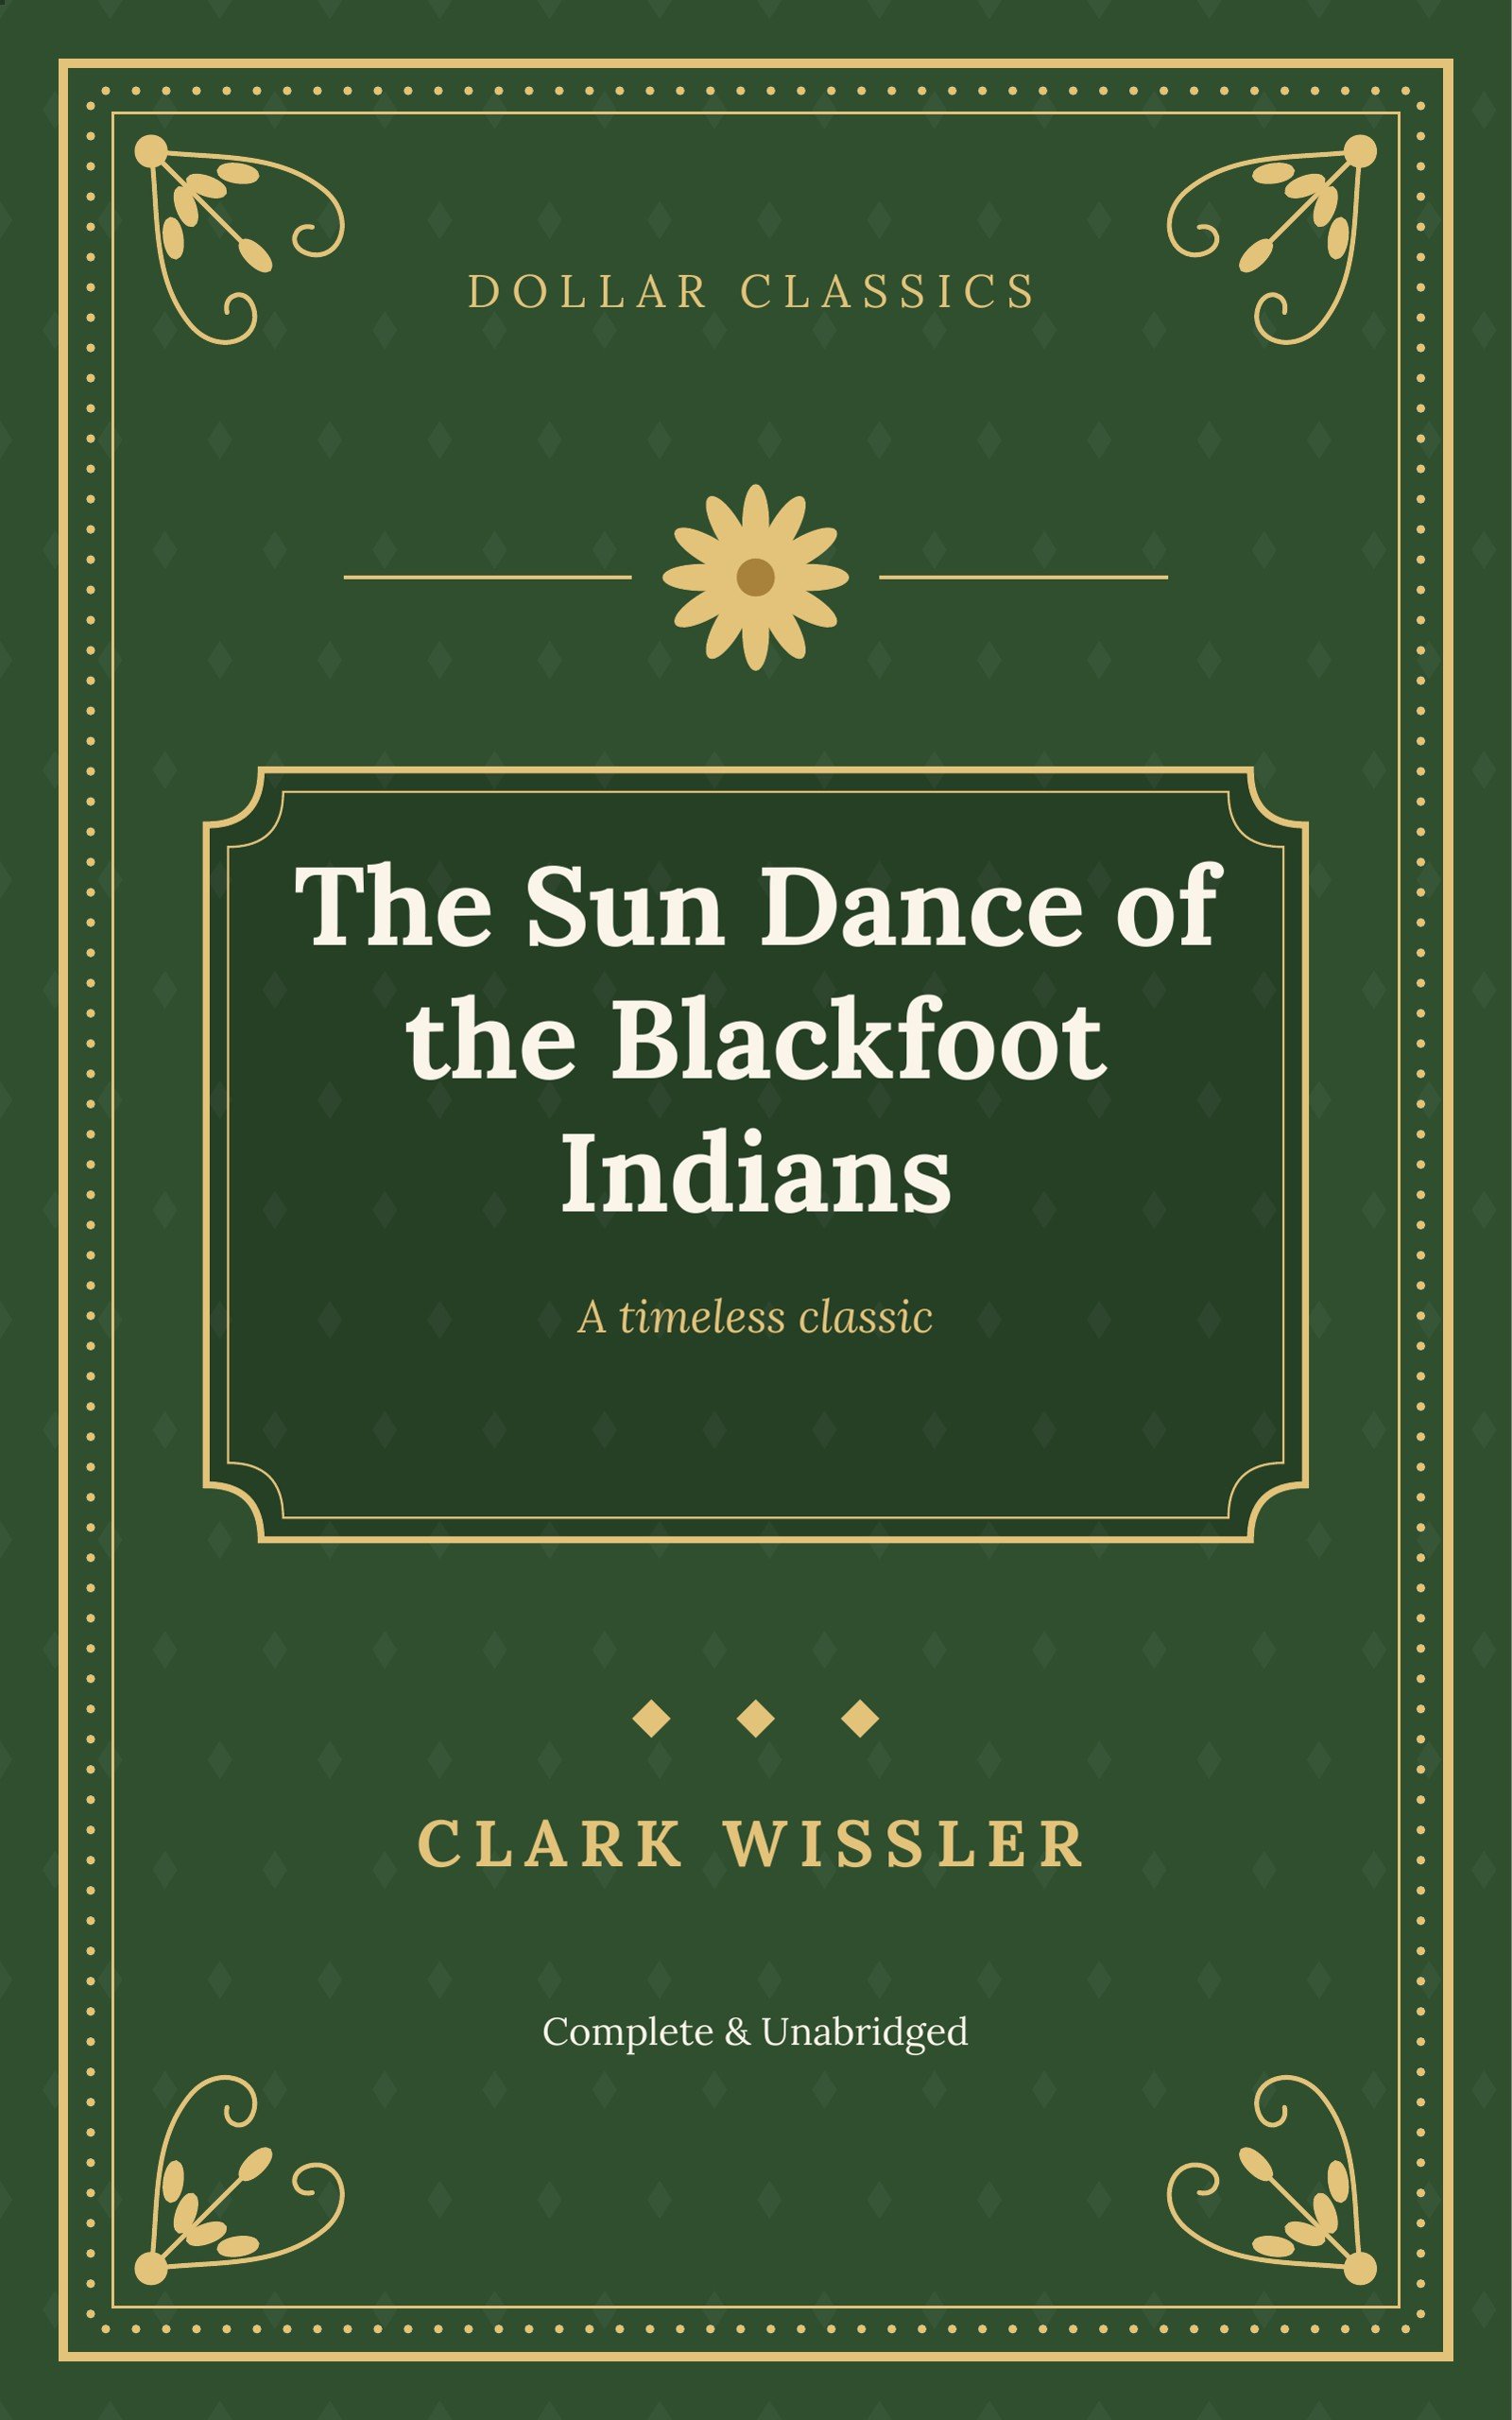 DOLLAR CLASSICS
The Sun Dance of
the Blackfoot
Indians
A timeless classic
CLARK WISSLER
Complete & Unabridged